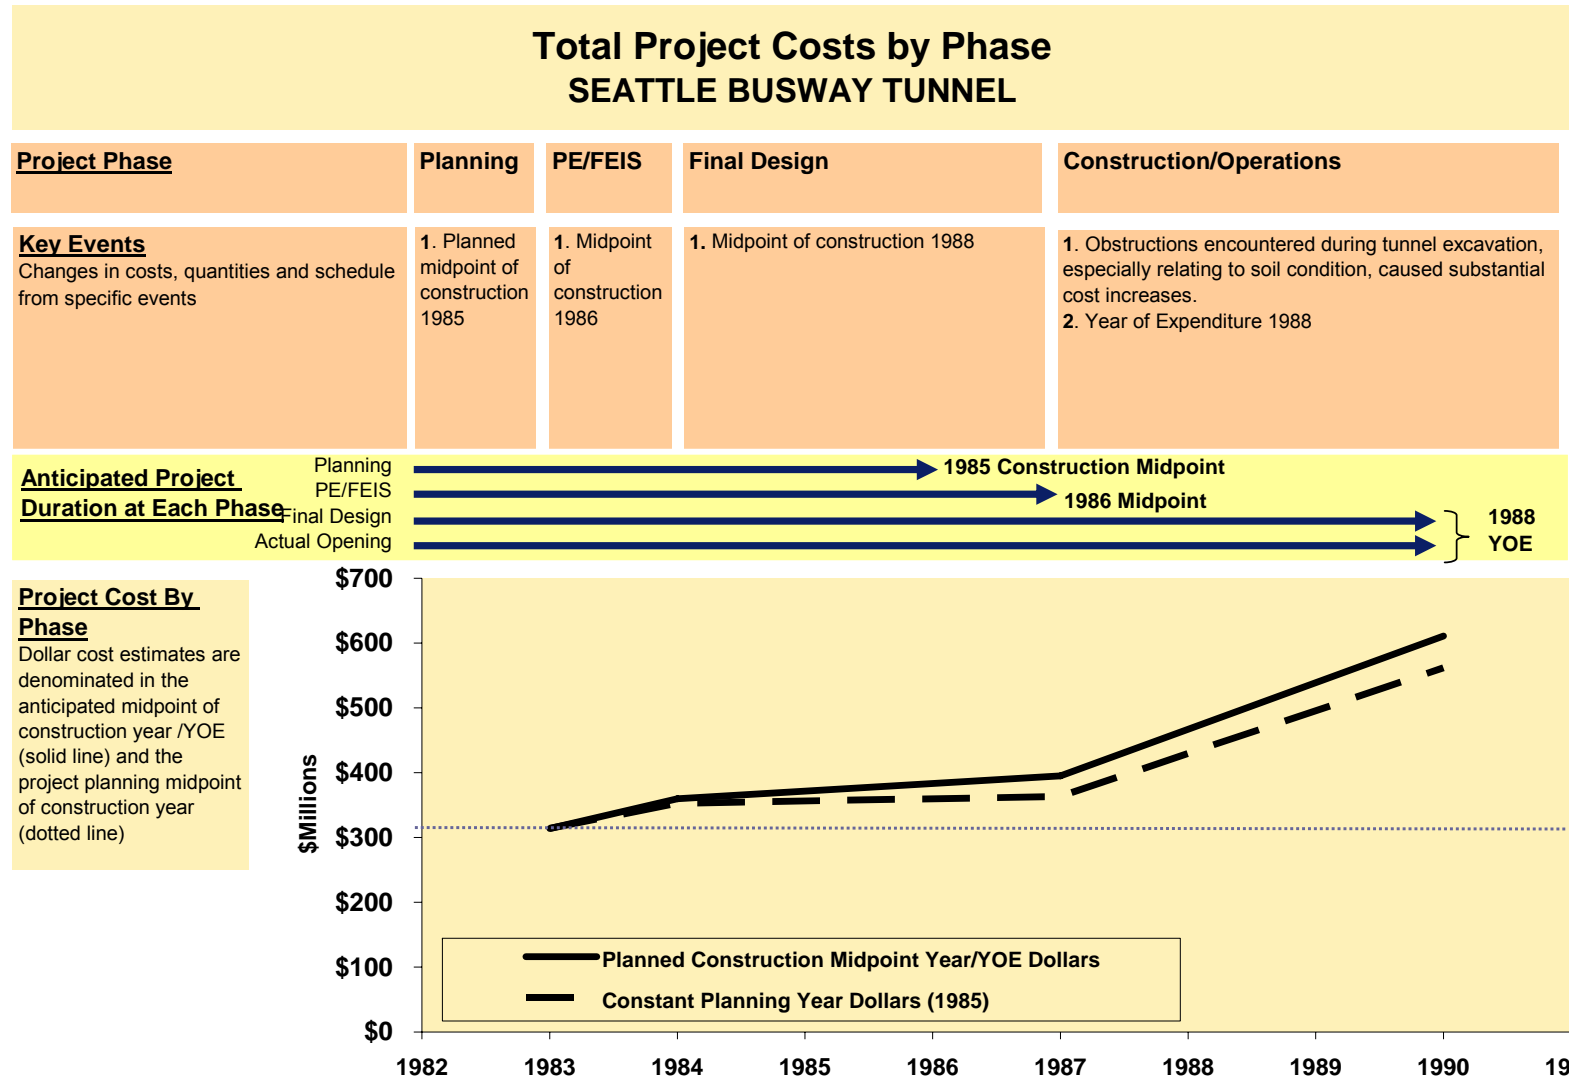 Total Project Costs by Phase
SEATTLE BUSWAY TUNNEL
Project Phase
Planning
PE/FEIS
Final Design
Construction/Operations
Key Events
Changes in costs, quantities and schedule
from specific events
1. Planned
midpoint of
construction
1985
1. Midpoint
of
construction
1986
1. Midpoint of construction 1988
1. Obstructions encountered during tunnel excavation,
especially relating to soil condition, caused substantial
cost increases.
2. Year of Expenditure 1988
Anticipated Project
Duration at Each Phase
Planning
PE/FEIS
Final Design
Actual Opening
1985 Construction Midpoint
1986 Midpoint
1988
YOE
Project Cost By
Phase
Dollar cost estimates are
denominated in the
anticipated midpoint of
construction year /YOE
(solid line) and the
project planning midpoint
of construction year
(dotted line)
$Millions
$700
$600
$500
$400
$300
$200
$100
$0
Planned Construction Midpoint Year/YOE Dollars
Constant Planning Year Dollars (1985)
1982 1983 1984 1985 1986 1987 1988 1989 1990 19